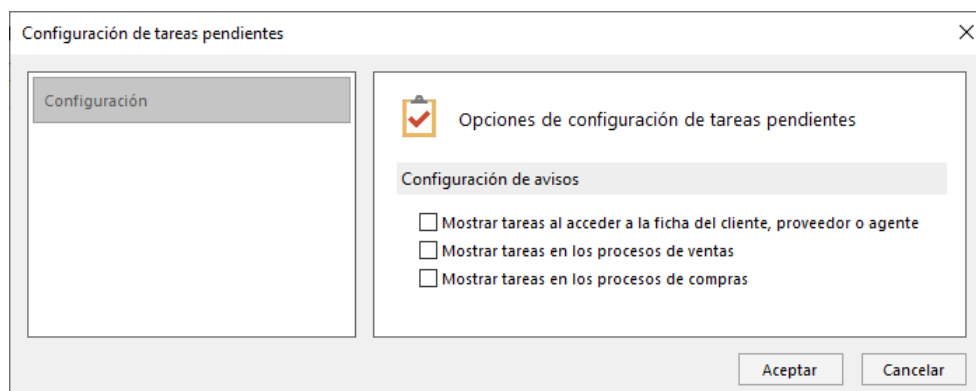 Configuración de tareas pendientes
Configuración
Opciones de configuración de tareas pendientes
Configuración de avisos
Mostrar tareas al acceder a la ficha del cliente, proveedor o agente
Mostrar tareas en los procesos de ventas
Mostrar tareas en los procesos de compras
Aceptar
Cancelar